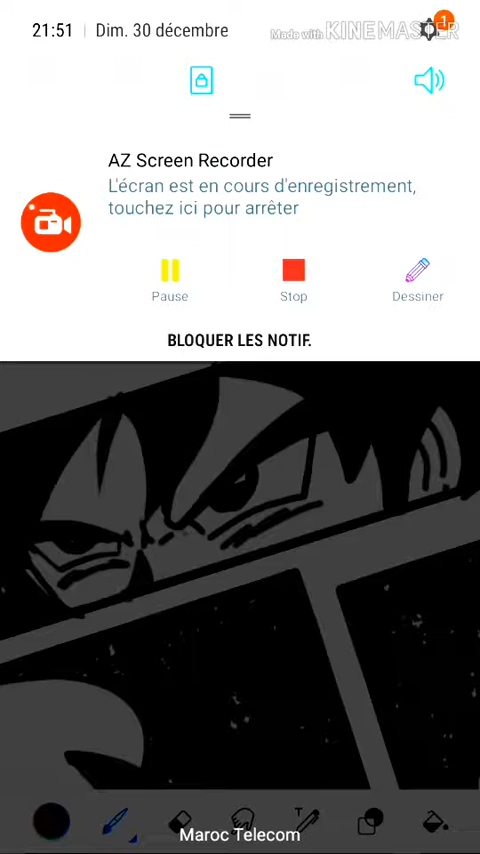 21:51 | Dim. 30 décembre
Made with KINEMASTER
1
AZ Screen Recorder
L'écran est en cours d'enregistrement,
touchez ici pour arrêter
Pause
Stop
Dessiner
BLOQUER LES NOTIF.
T
Maroc Telecom